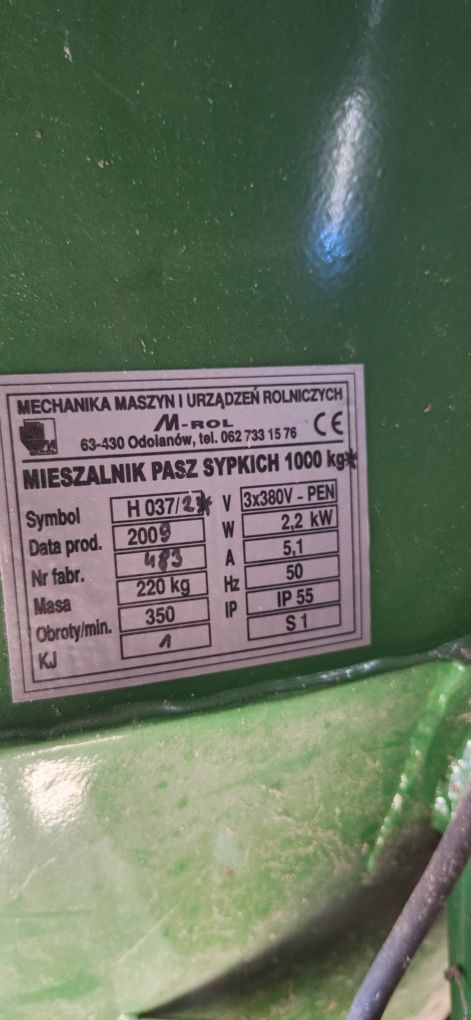 MECHANIKA MASZYN I URZĄDZEŃ ROLNICZYCH
M-ROL CE
63-430 Odolanów, tel. 062 733 15 76
MIESZALNIK PASZ SYPKICH 1000 kg*
Symbol H 037/2* V 3x380V ~ PEN
Data prod. 2009 W 2,2 kW
Nr fabr. 483 A 5,1
Masa 220 kg Hz 50
Obroty/min. 350 IP IP 55
KJ 1 S 1